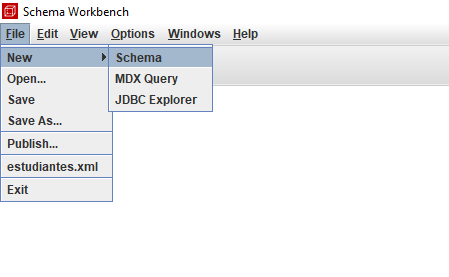 Schema Workbench
File Edit View Options Windows Help
New Schema
Open... MDX Query
Save JDBC Explorer
Save As...
Publish...
estudiantes.xml
Exit